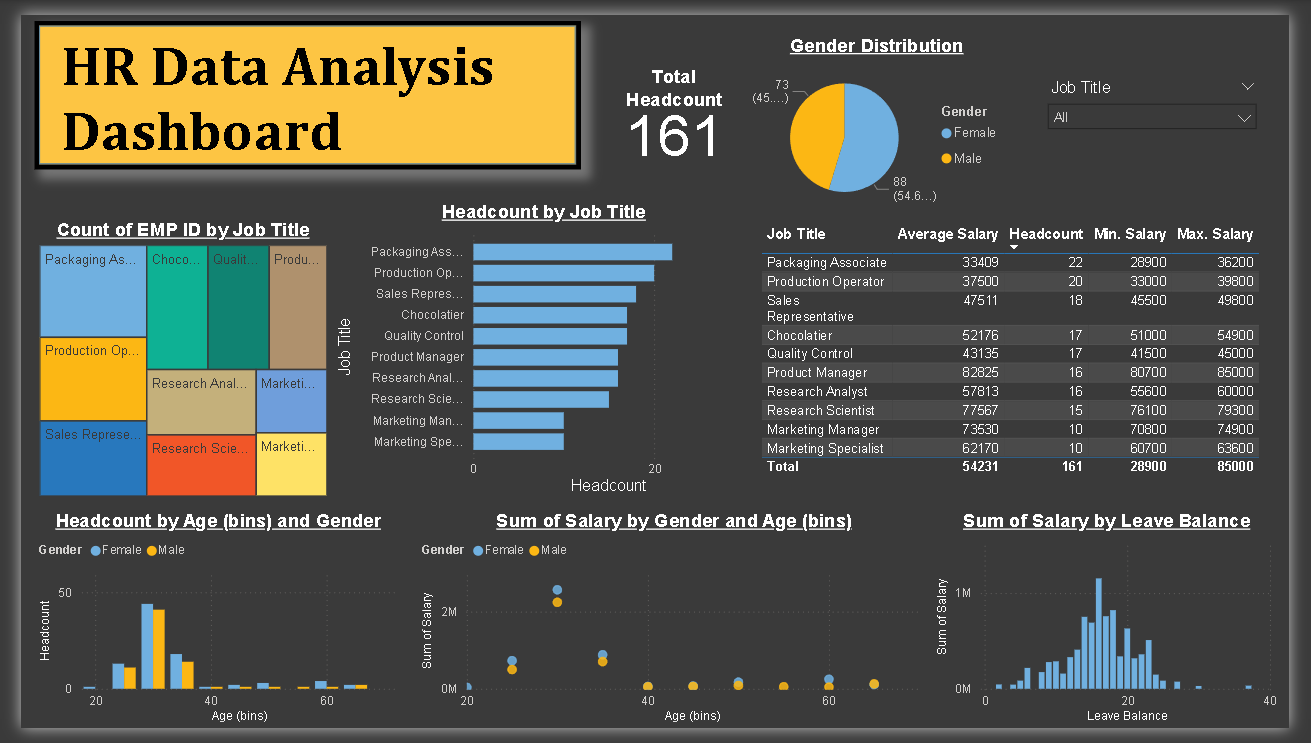 HR Data Analysis
Dashboard
Total
Headcount
161
Gender Distribution
73
(45....)
88
(54.6...)
Gender
Female
Male
Job Title
All
Count of EMP ID by Job Title
Packaging As...
Choco...
Qualit...
Produ...
Production Op...
Research Anal...
Marketi...
Sales Represe...
Research Scie...
Marketi...
Headcount by Job Title
Job Title
Packaging Ass...
Production Op...
Sales Repres...
Chocolatier
Quality Control
Product Manager
Research Anal...
Research Scie...
Marketing Man...
Marketing Spe...
0 20
Headcount
Job Title Average Salary Headcount Min. Salary Max. Salary
Packaging Associate 33409 22 28900 36200
Production Operator 37500 20 33000 39800
Sales 47511 18 45500 49800
Representative
Chocolatier 52176 17 51000 54900
Quality Control 43135 17 41500 45000
Product Manager 82825 16 80700 85000
Research Analyst 57813 16 55600 60000
Research Scientist 77567 15 76100 79300
Marketing Manager 73530 10 70800 74900
Marketing Specialist 62170 10 60700 63600
Total 54231 161 28900 85000
Headcount by Age (bins) and Gender
Gender Female Male
Headcount
50
0
20 40 60
Age (bins)
Sum of Salary by Gender and Age (bins)
Gender Female Male
Sum of Salary
2M
0M
20 40 60
Age (bins)
Sum of Salary by Leave Balance
Sum of Salary
1M
0M
0 20 40
Leave Balance